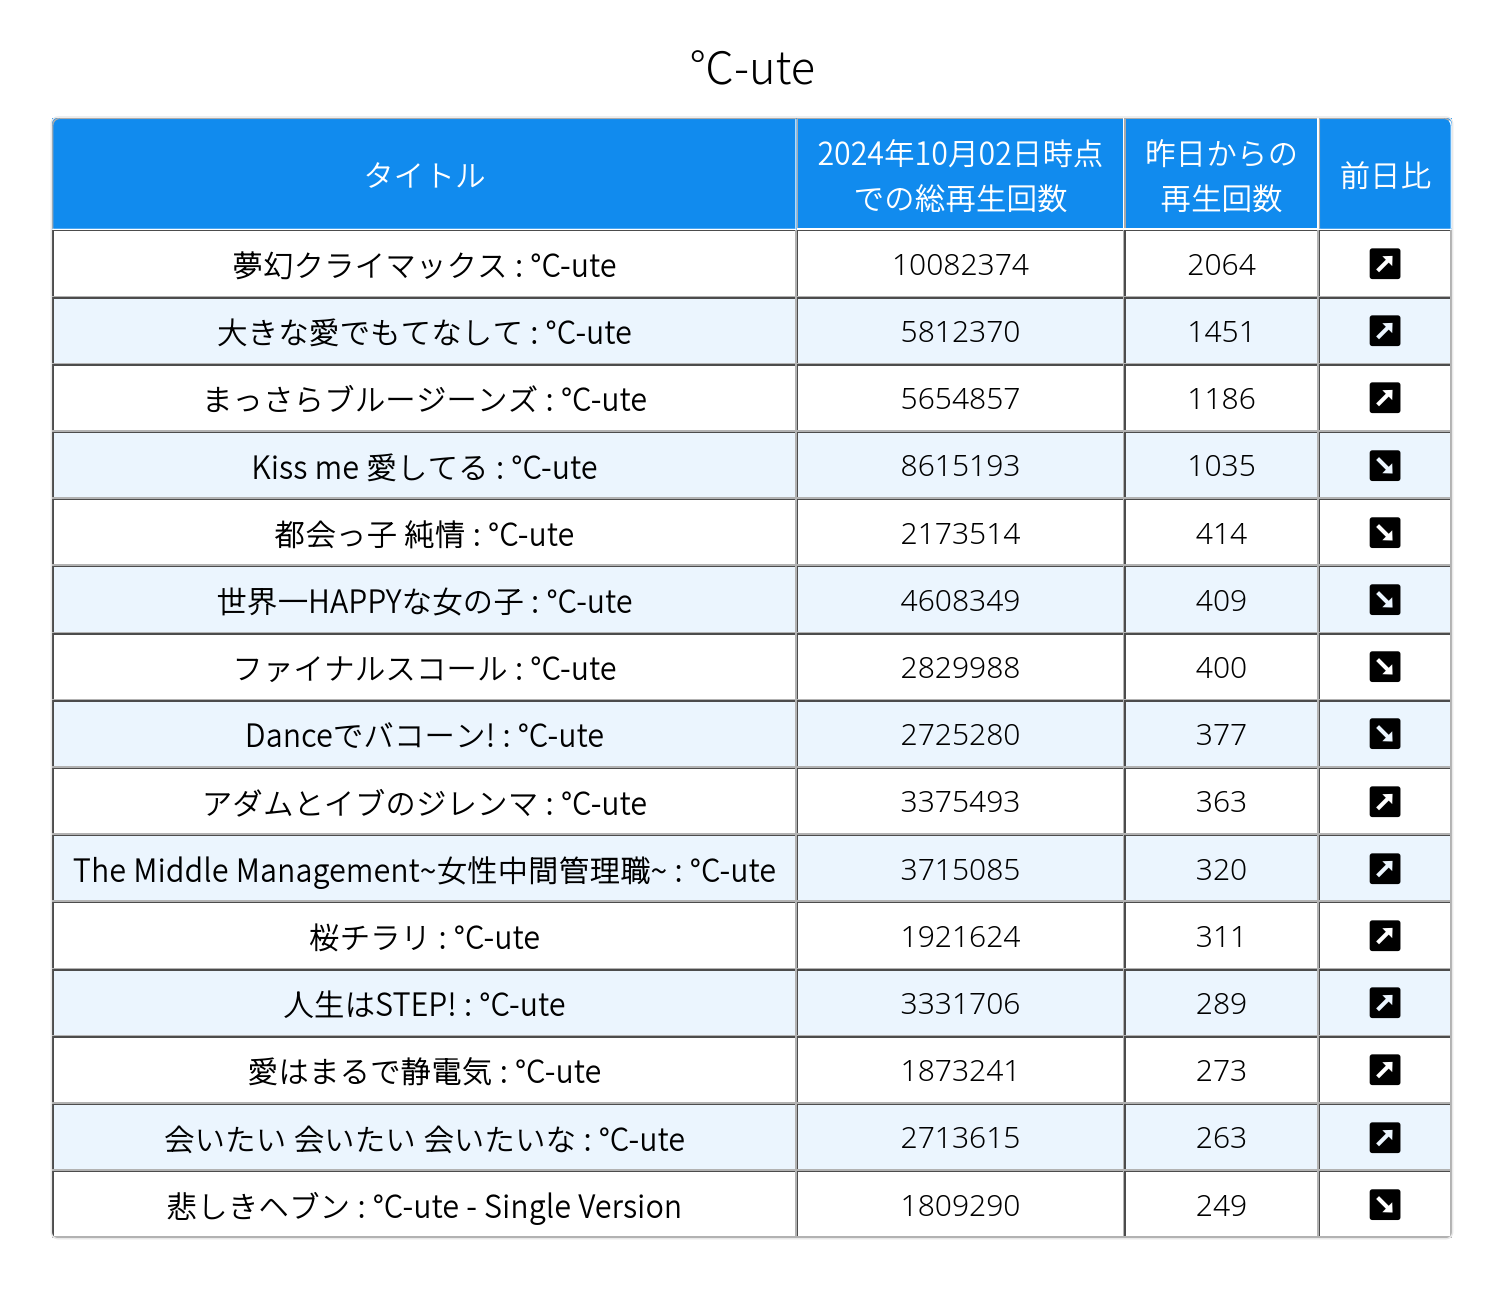 ℃-ute
タイトル 2024年10月02日時点での総再生回数 昨日からの再生回数 前日比
夢幻クライマックス : ℃-ute 10082374 2064 ↗
大きな愛でもてなして : ℃-ute 5812370 1451 ↗
まっさらブルージーンズ : ℃-ute 5654857 1186 ↗
Kiss me 愛してる : ℃-ute 8615193 1035 ↘
都会っ子 純情 : ℃-ute 2173514 414 ↘
世界一HAPPYな女の子 : ℃-ute 4608349 409 ↘
ファイナルスコール : ℃-ute 2829988 400 ↘
Danceでバコーン! : ℃-ute 2725280 377 ↘
アダムとイブのジレンマ : ℃-ute 3375493 363 ↗
The Middle Management~女性中間管理職~ : ℃-ute 3715085 320 ↗
桜チラリ : ℃-ute 1921624 311 ↗
人生はSTEP! : ℃-ute 3331706 289 ↗
愛はまるで静電気 : ℃-ute 1873241 273 ↗
会いたい 会いたい 会いたいな : ℃-ute 2713615 263 ↗
悲しきヘブン : ℃-ute - Single Version 1809290 249 ↘